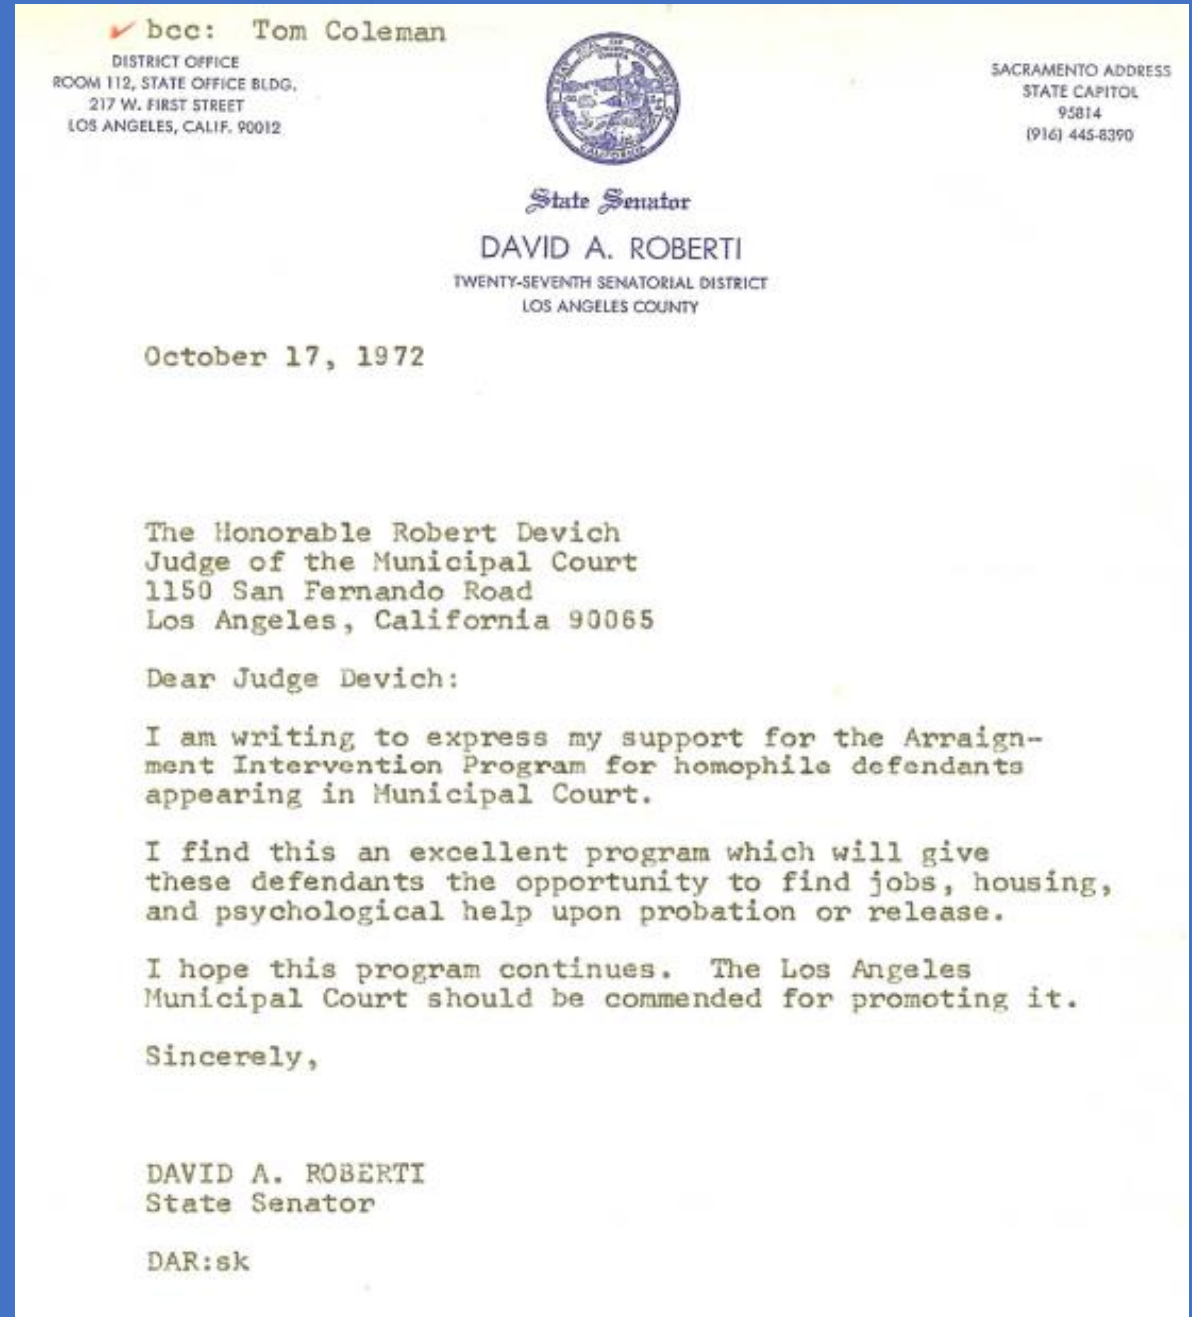 bcc: Tom Coleman
DISTRICT OFFICE
ROOM 112, STATE OFFICE BLDG.
217 W. FIRST STREET
LOS ANGELES, CALIF. 90012
SACRAMENTO ADDRESS
STATE CAPITOL
95814
(916) 445-8390
CALIFORNIA
State Senator
DAVID A. ROBERTI
TWENTY-SEVENTH SENATORIAL DISTRICT
LOS ANGELES COUNTY
October 17, 1972
The Honorable Robert Devich
Judge of the Municipal Court
1150 San Fernando Road
Los Angeles, California 90065
Dear Judge Devich:
I am writing to express my support for the Arraign-
ment Intervention Program for homophile defendants
appearing in Municipal Court.
I find this an excellent program which will give
these defendants the opportunity to find jobs, housing,
and psychological help upon probation or release.
I hope this program continues. The Los Angeles
Municipal Court should be commended for promoting it.
Sincerely,
DAVID A. ROBERTI
State Senator
DAR:sk